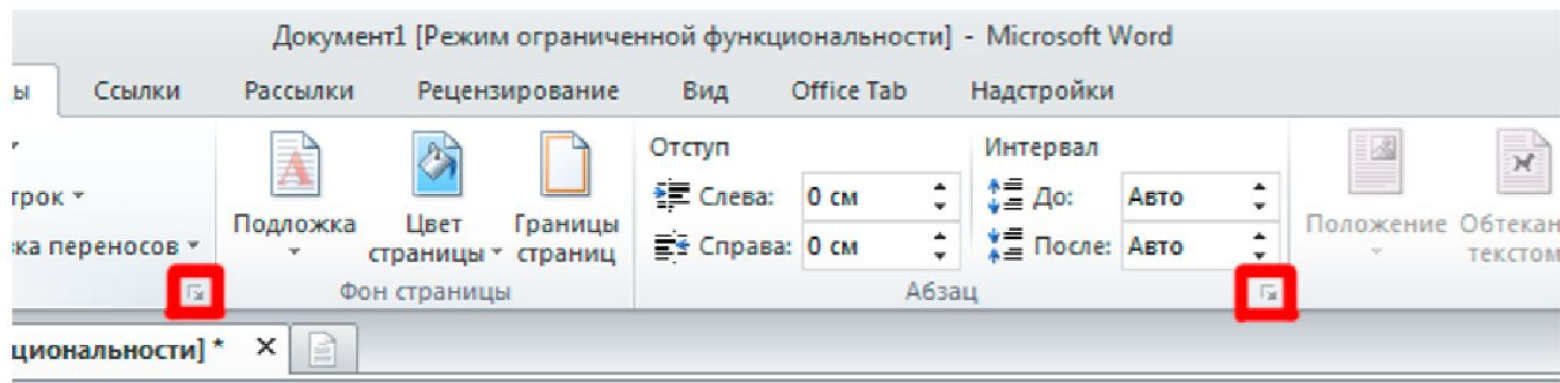 Документ1 [Режим ограниченной функциональности] - Microsoft Word
ы Ссылки Рассылки Рецензирование Вид Office Tab Надстройки
Отступ Интервал
трок Слева: 0 см До: Авто
Подложка Цвет страницы Границы страниц Положение Обтекан текстом
ка переносов Справа: 0 см После: Авто
Фон страницы Абзац
циональности] *